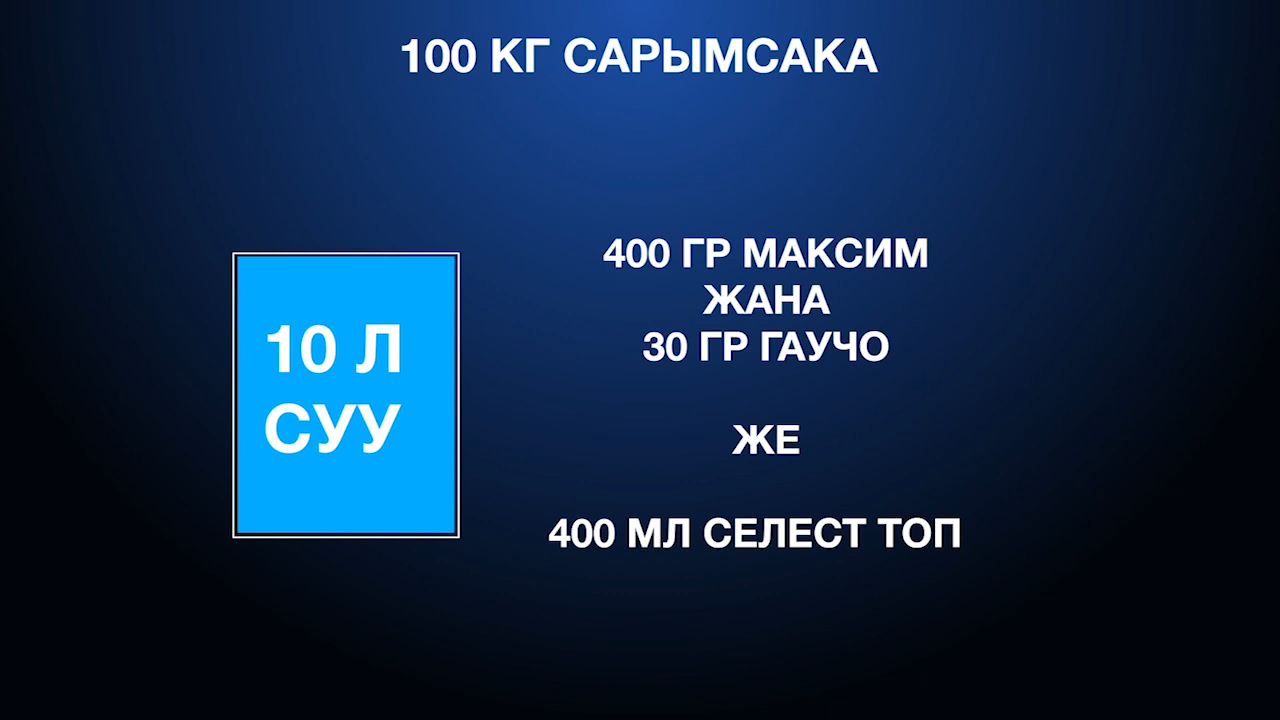 100 КГ САРЫМСАКА
10 Л
СУУ
400 ГР МАКСИМ
ЖАНА
30 ГР ГАУЧО
ЖЕ
400 МЛ СЕЛЕСТ ТОП